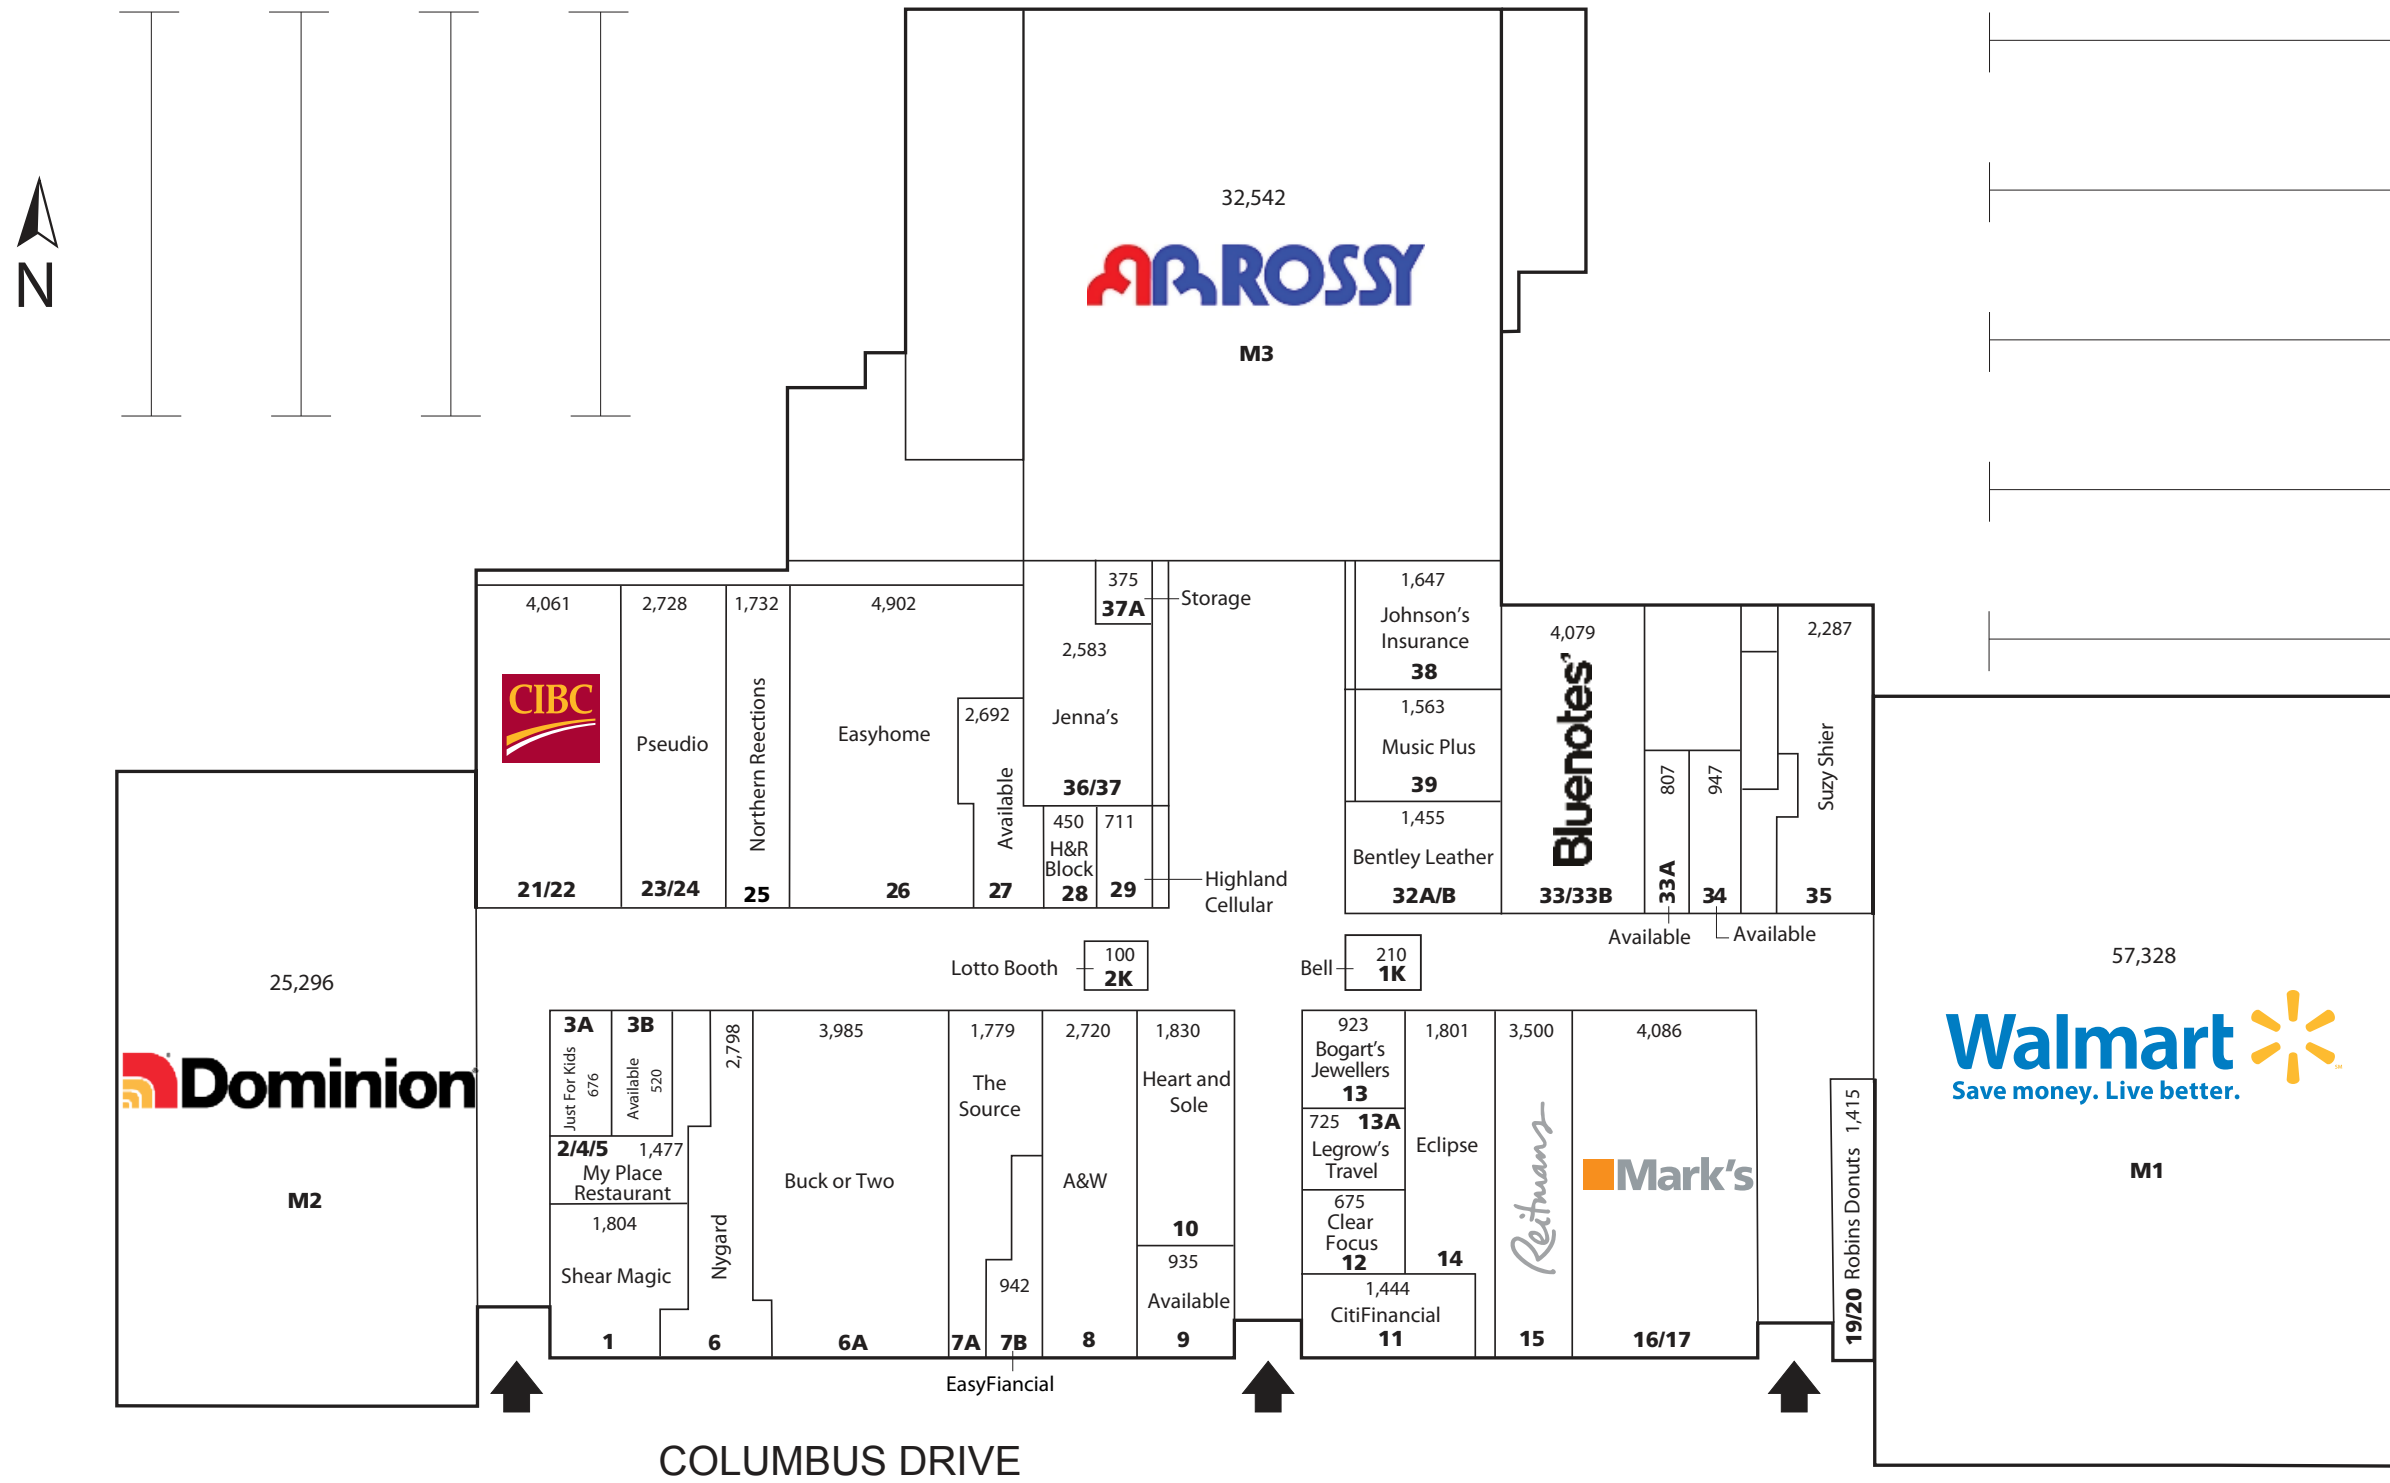 32,542
ROSSY
M3
N
4,061
CIBC
21/22
2,728
Pseudio
23/24
1,732
Northern Reections
25
4,902
Easyhome
26
2,692
Available
27
375
37A
Storage
2,583
Jenna's
36/37
450
H&R
Block
28
711
29
Highland
Cellular
1,647
Johnson's
Insurance
38
1,563
Music Plus
39
1,455
Bentley Leather
32A/B
4,079
Bluenotes'
33/33B
807
33A
Available
947
34
Available
2,287
Suzy Shier
35
25,296
Dominion
M2
Lotto Booth
100
2K
Bell
210
1K
57,328
Walmart
Save money. Live better.
M1
3A
Just For Kids
676
3B
Available
520
2/4/5
1,477
My Place
Restaurant
1,804
Shear Magic
1
2,798
Nygard
6
3,985
Buck or Two
6A
1,779
The
Source
7A
942
7B
EasyFiancial
2,720
A&W
8
1,830
Heart and
Sole
10
935
Available
9
923
Bogart's
Jewellers
13
725 13A
Legrow's
Travel
675
Clear
Focus
12
1,444
CitiFinancial
11
1,801
Eclipse
14
3,500
Reitmans
15
4,086
Mark's
16/17
19/20 Robins Donuts 1,415
COLUMBUS DRIVE